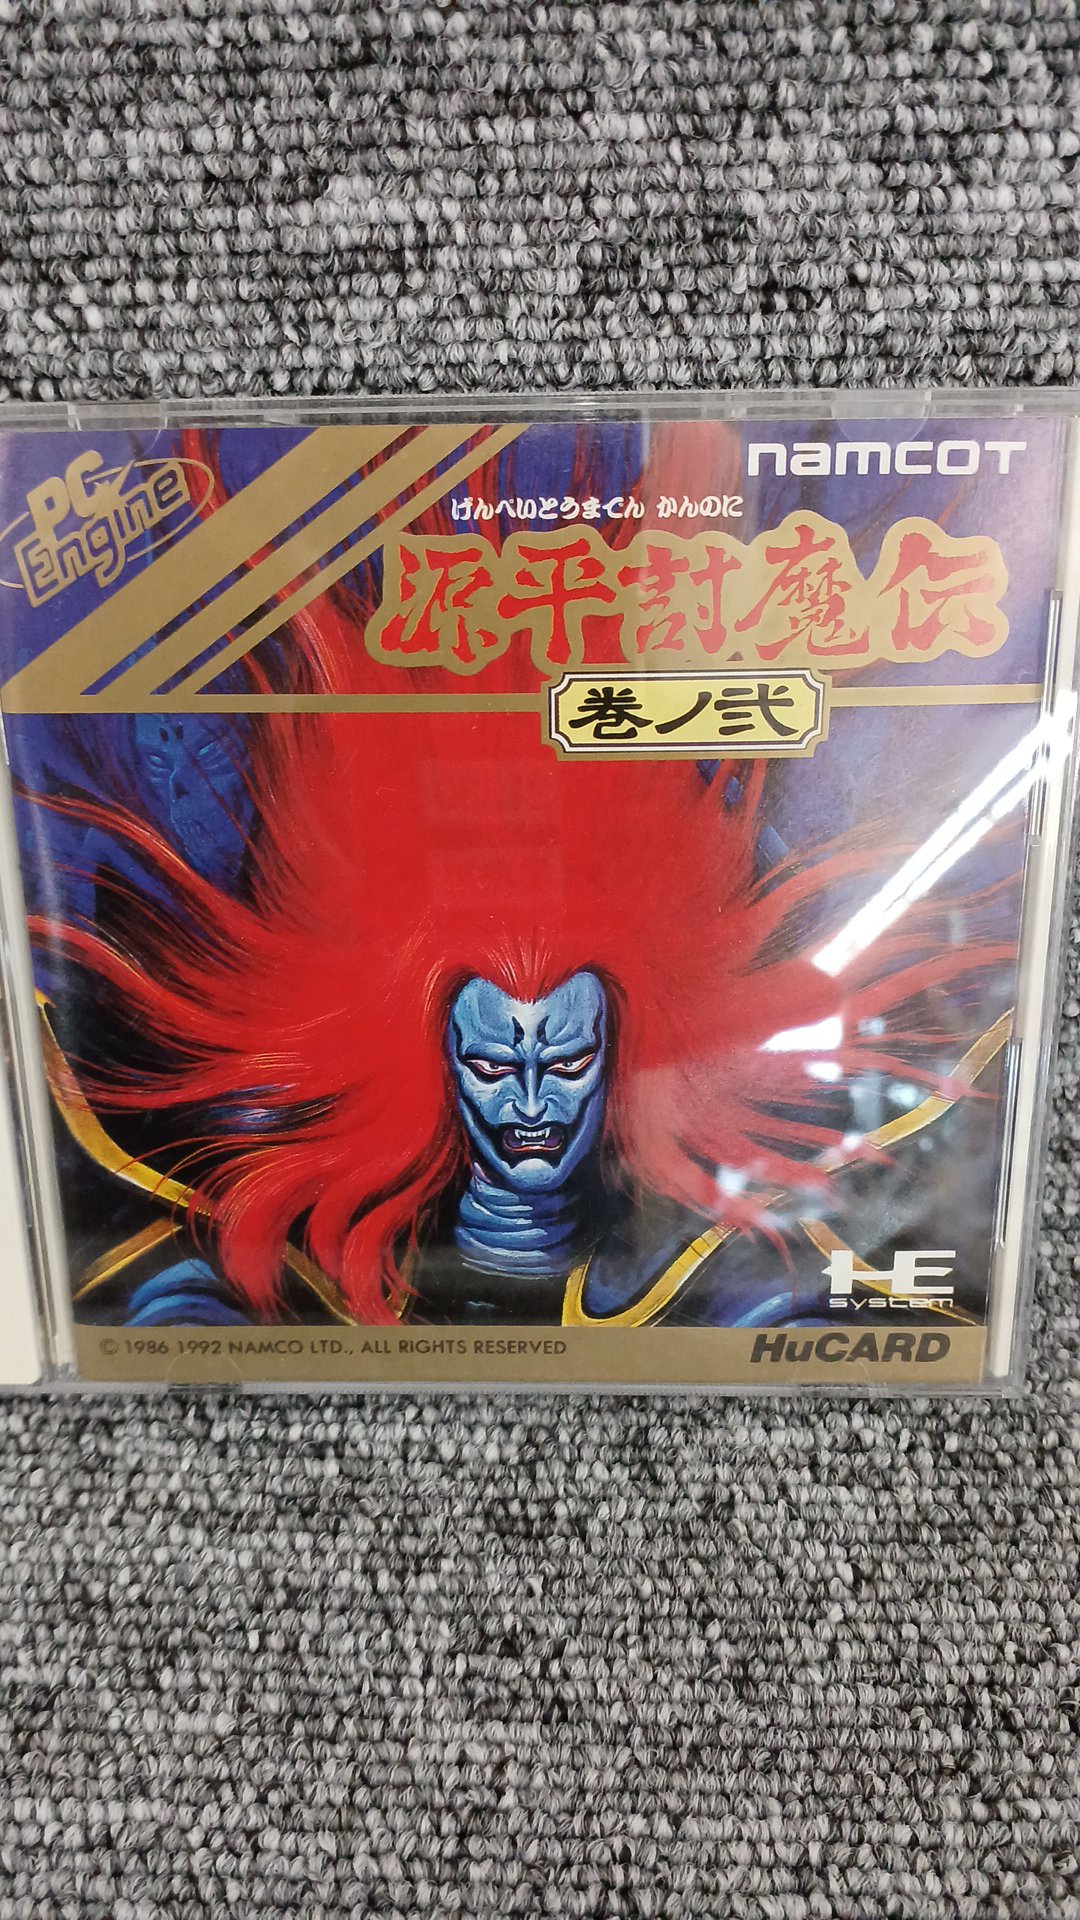 PC Engine
namcoT
げんぺいとうまでん かんのに
源平討魔伝
巻ノ弐
HE
SYSTEM
© 1986 1992 NAMCO LTD., ALL RIGHTS RESERVED
HuCARD